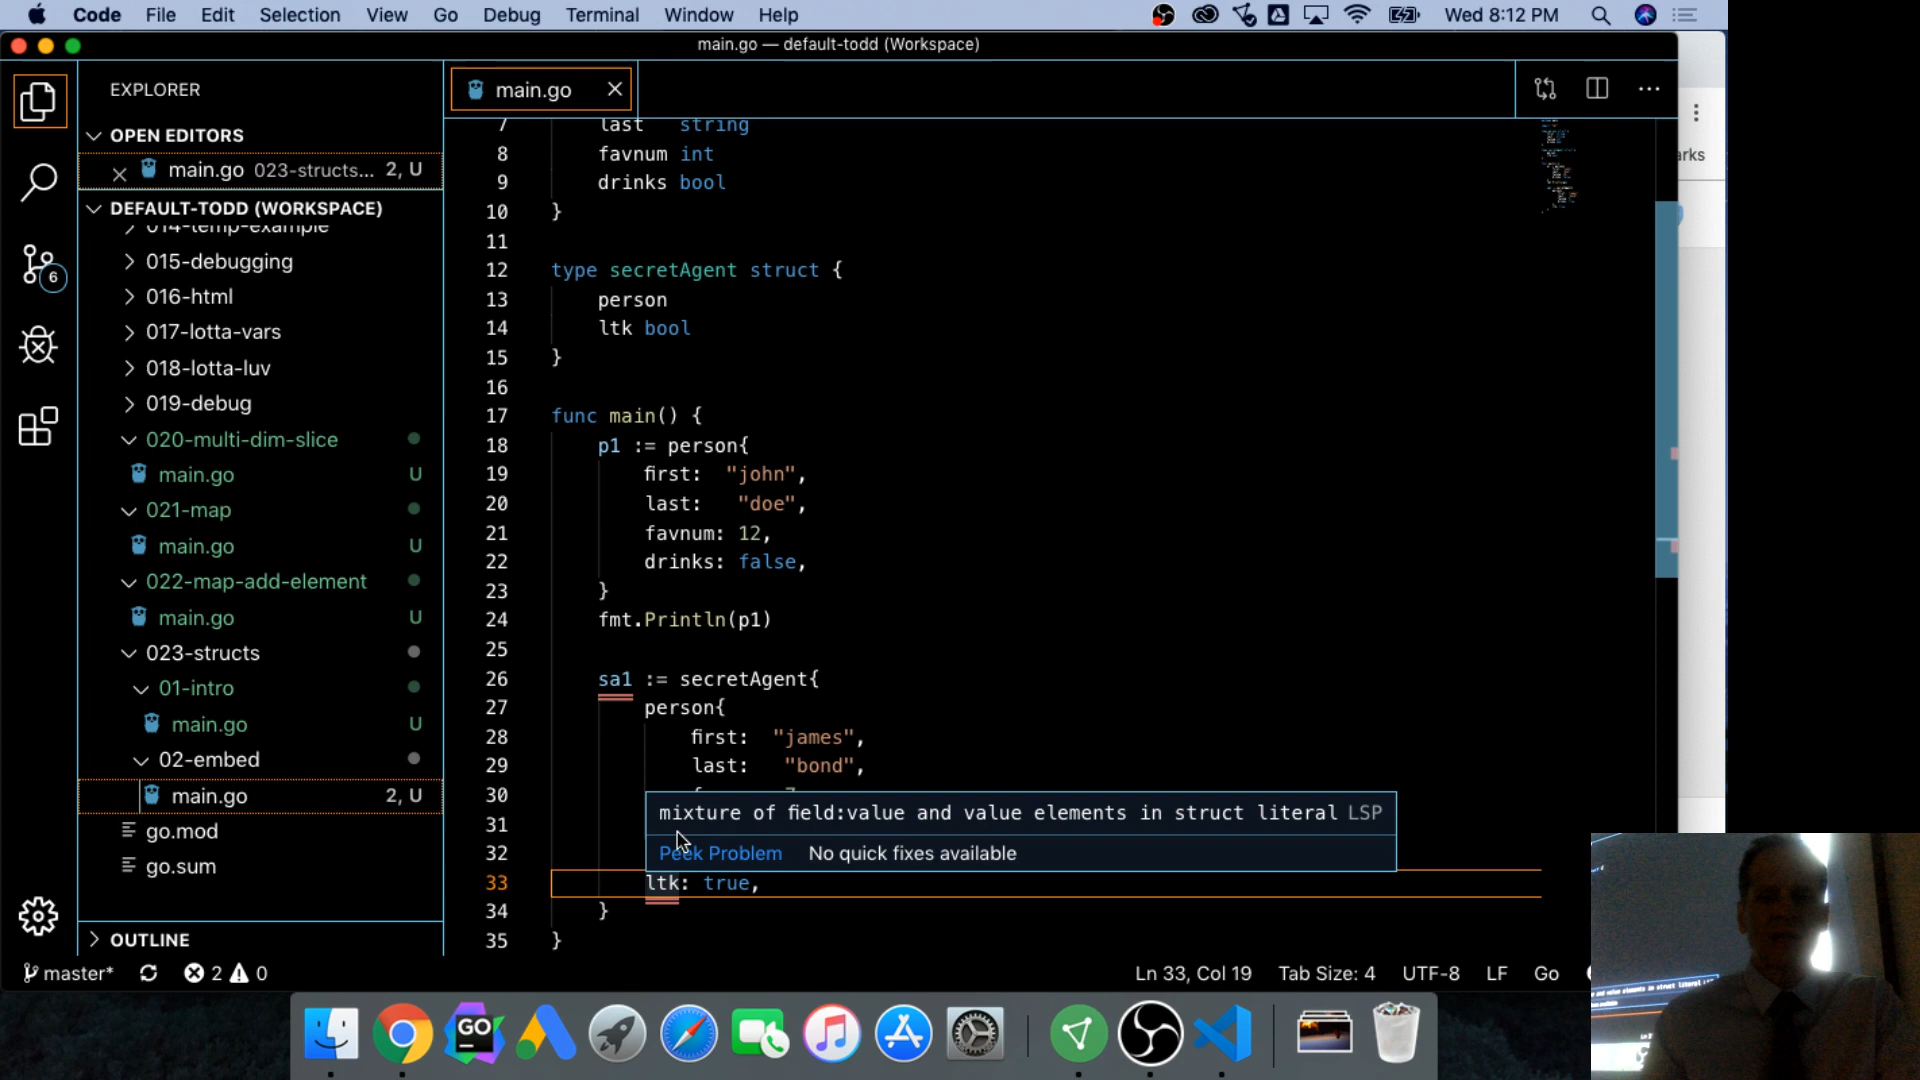 Code File Edit Selection View Go Debug Terminal Window Help
Wed 8:12 PM
main.go — default-todd (Workspace)
EXPLORER
OPEN EDITORS
main.go 023-structs... 2, U
DEFAULT-TODD (WORKSPACE)
014-temp-example
015-debugging
016-html
017-lotta-vars
018-lotta-luv
019-debug
020-multi-dim-slice
main.go U
021-map
main.go U
022-map-add-element
main.go U
023-structs
01-intro
main.go U
02-embed
main.go 2, U
go.mod
go.sum
OUTLINE
6
main.go
7 last string
8 favnum int
9 drinks bool
10 }
11
12 type secretAgent struct {
13 person
14 ltk bool
15 }
16
17 func main() {
18 p1 := person{
19 first: "john",
20 last: "doe",
21 favnum: 12,
22 drinks: false,
23 }
24 fmt.Println(p1)
25
26 sa1 := secretAgent{
27 person{
28 first: "james",
29 last: "bond",
30
31
32
33 ltk: true,
34 }
35 }
mixture of field:value and value elements in struct literal LSP
Peek Problem No quick fixes available
arks
master* 2 0
Ln 33, Col 19 Tab Size: 4 UTF-8 LF Go
GO